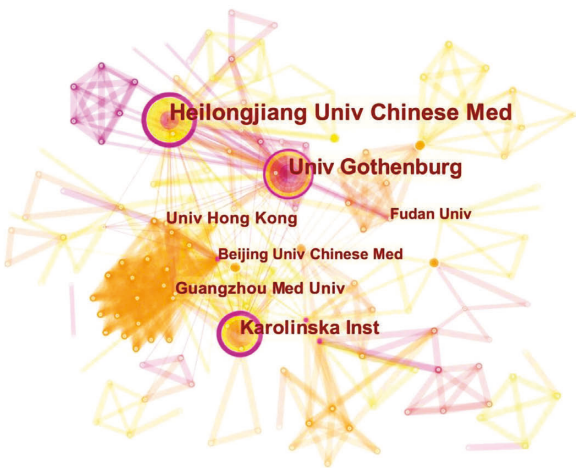 Heilongjiang Univ Chinese Med
Univ Gothenburg
Univ Hong Kong
Fudan Univ
Beijing Univ Chinese Med
Guangzhou Med Univ
Karolinska Inst